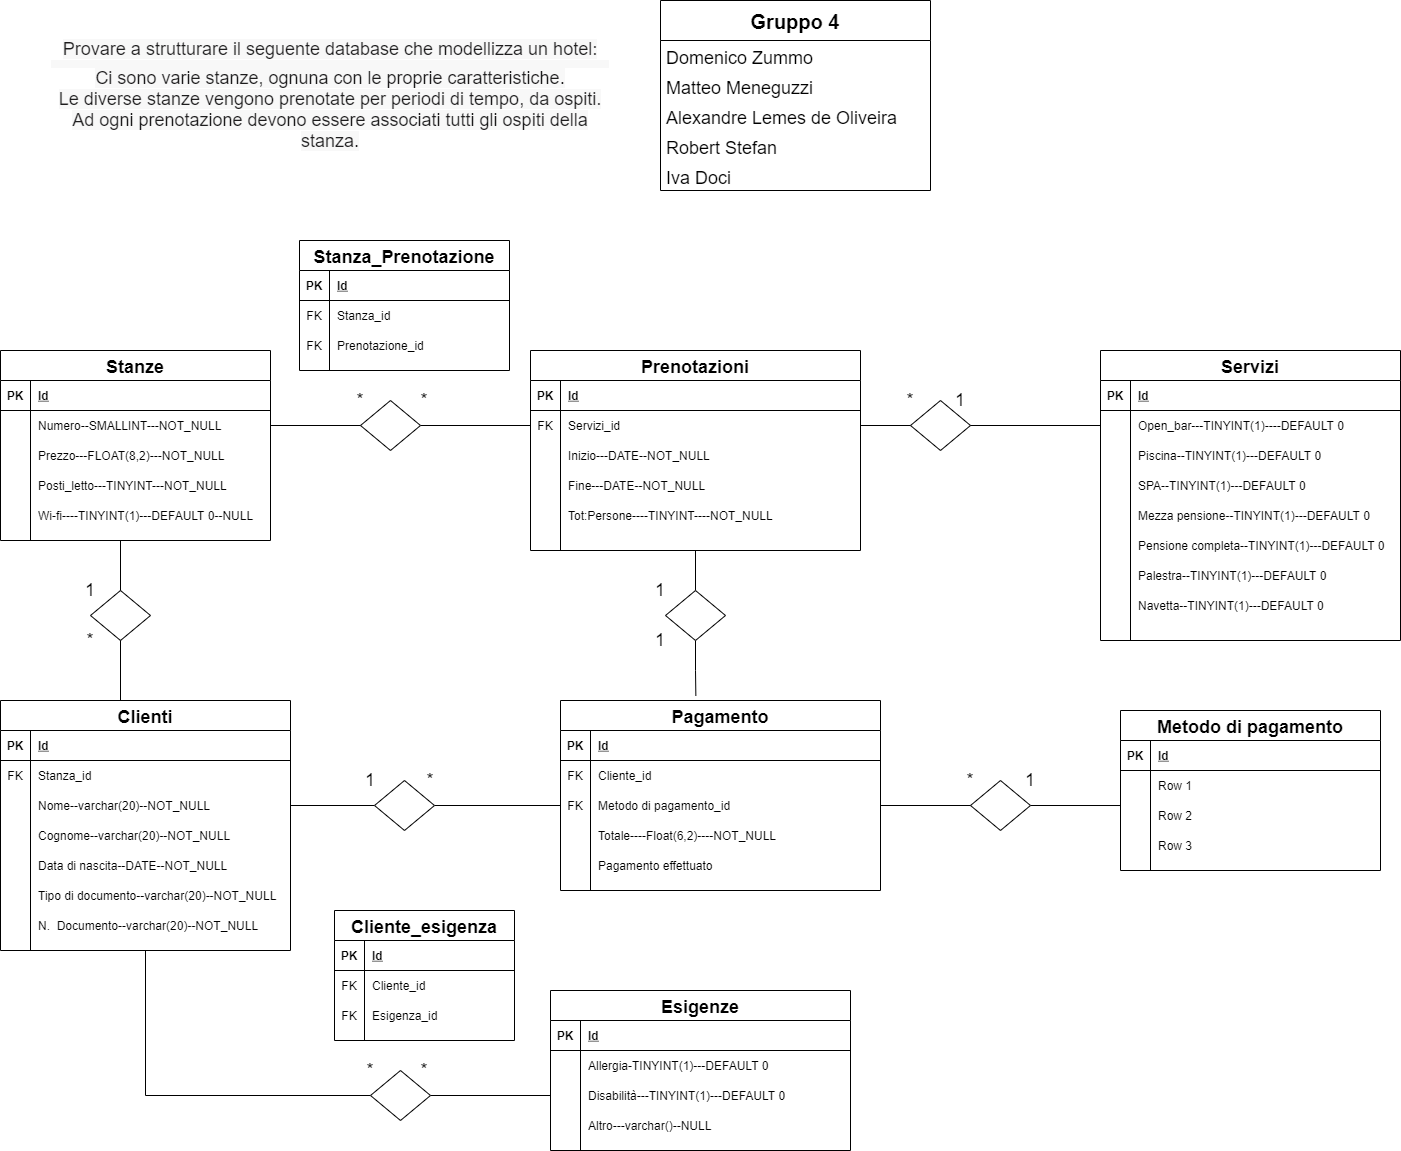 Provare a strutturare il seguente database che modellizza un hotel:
Ci sono varie stanze, ognuna con le proprie caratteristiche.
Le diverse stanze vengono prenotate per periodi di tempo, da ospiti.
Ad ogni prenotazione devono essere associati tutti gli ospiti della
stanza.
Gruppo 4
Domenico Zummo
Matteo Meneguzzi
Alexandre Lemes de Oliveira
Robert Stefan
Iva Doci
Stanza_Prenotazione
PK Id
FK Stanza_id
FK Prenotazione_id
Stanze
PK Id
Numero--SMALLINT---NOT_NULL
Prezzo---FLOAT(8,2)---NOT_NULL
Posti_letto---TINYINT---NOT_NULL
Wi-fi----TINYINT(1)---DEFAULT 0--NULL
* *
Prenotazioni
PK Id
FK Servizi_id
Inizio---DATE--NOT_NULL
Fine---DATE--NOT_NULL
Tot:Persone----TINYINT----NOT_NULL
* 1
Servizi
PK Id
Open_bar---TINYINT(1)----DEFAULT 0
Piscina--TINYINT(1)---DEFAULT 0
SPA--TINYINT(1)---DEFAULT 0
Mezza pensione--TINYINT(1)---DEFAULT 0
Pensione completa--TINYINT(1)---DEFAULT 0
Palestra--TINYINT(1)---DEFAULT 0
Navetta--TINYINT(1)---DEFAULT 0
1
*
1
1
Clienti
PK Id
FK Stanza_id
Nome--varchar(20)--NOT_NULL
Cognome--varchar(20)--NOT_NULL
Data di nascita--DATE--NOT_NULL
Tipo di documento--varchar(20)--NOT_NULL
N. Documento--varchar(20)--NOT_NULL
1 *
Pagamento
PK Id
FK Cliente_id
FK Metodo di pagamento_id
Totale----Float(6,2)----NOT_NULL
Pagamento effettuato
* 1
Metodo di pagamento
PK Id
Row 1
Row 2
Row 3
Cliente_esigenza
PK Id
FK Cliente_id
FK Esigenza_id
* *
Esigenze
PK Id
Allergia-TINYINT(1)---DEFAULT 0
Disabilità---TINYINT(1)---DEFAULT 0
Altro---varchar()--NULL